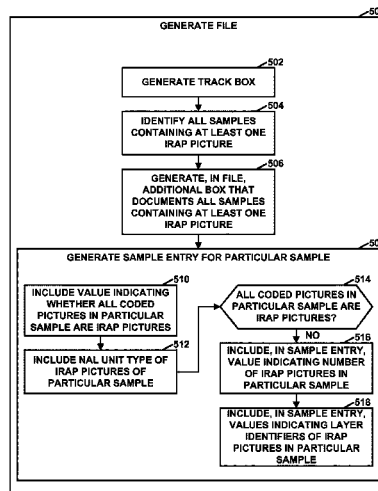 50
GENERATE FILE
502
GENERATE TRACK BOX
504
IDENTIFY ALL SAMPLES
CONTAINING AT LEAST ONE
IRAP PICTURE
506
GENERATE, IN FILE,
ADDITIONAL BOX THAT
DOCUMENTS ALL SAMPLES
CONTAINING AT LEAST ONE
IRAP PICTURE
50
GENERATE SAMPLE ENTRY FOR PARTICULAR SAMPLE
510
INCLUDE VALUE INDICATING
WHETHER ALL CODED
PICTURES IN PARTICULAR
SAMPLE ARE IRAP PICTURES
512
INCLUDE NAL UNIT TYPE OF
IRAP PICTURES OF
PARTICULAR SAMPLE
514
ALL CODED PICTURES IN
PARTICULAR SAMPLE ARE
IRAP PICTURES?
NO
516
INCLUDE, IN SAMPLE ENTRY,
VALUE INDICATING NUMBER
OF IRAP PICTURES IN
PARTICULAR SAMPLE
518
INCLUDE, IN SAMPLE ENTRY,
VALUES INDICATING LAYER
IDENTIFIERS OF IRAP
PICTURES IN PARTICULAR
SAMPLE